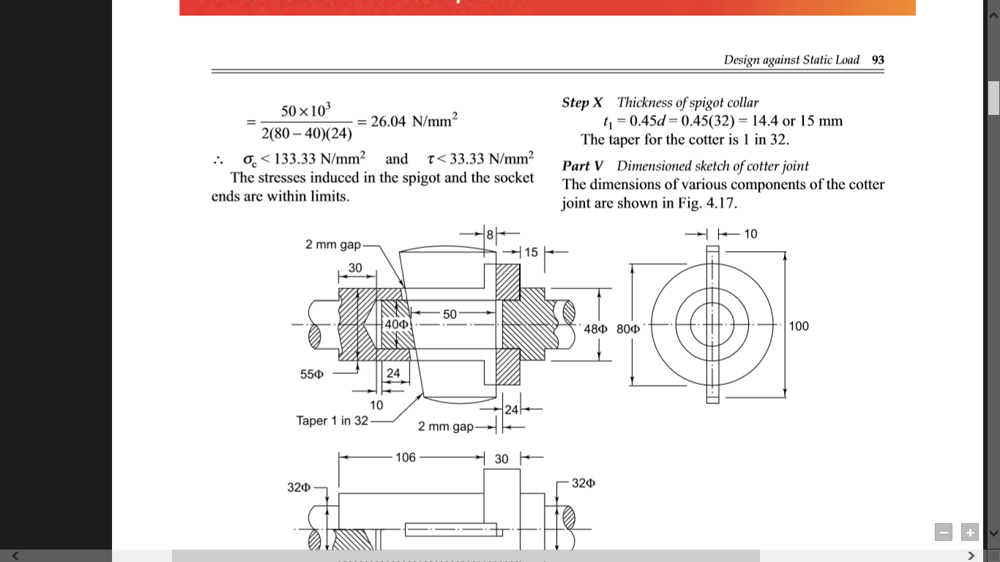 Design against Static Load 93
= 50 × 10³ / 2(80 – 40)(24) = 26.04 N/mm²
∴ σc < 133.33 N/mm² and τ < 33.33 N/mm²
The stresses induced in the spigot and the socket
ends are within limits.
Step X Thickness of spigot collar
t₁ = 0.45d = 0.45(32) = 14.4 or 15 mm
The taper for the cotter is 1 in 32.
Part V Dimensioned sketch of cotter joint
The dimensions of various components of the cotter
joint are shown in Fig. 4.17.
8
2 mm gap
15
10
30
50
40Φ
48Φ 80Φ
100
55Φ
24
10
24
Taper 1 in 32
2 mm gap
106
30
32Φ
32Φ